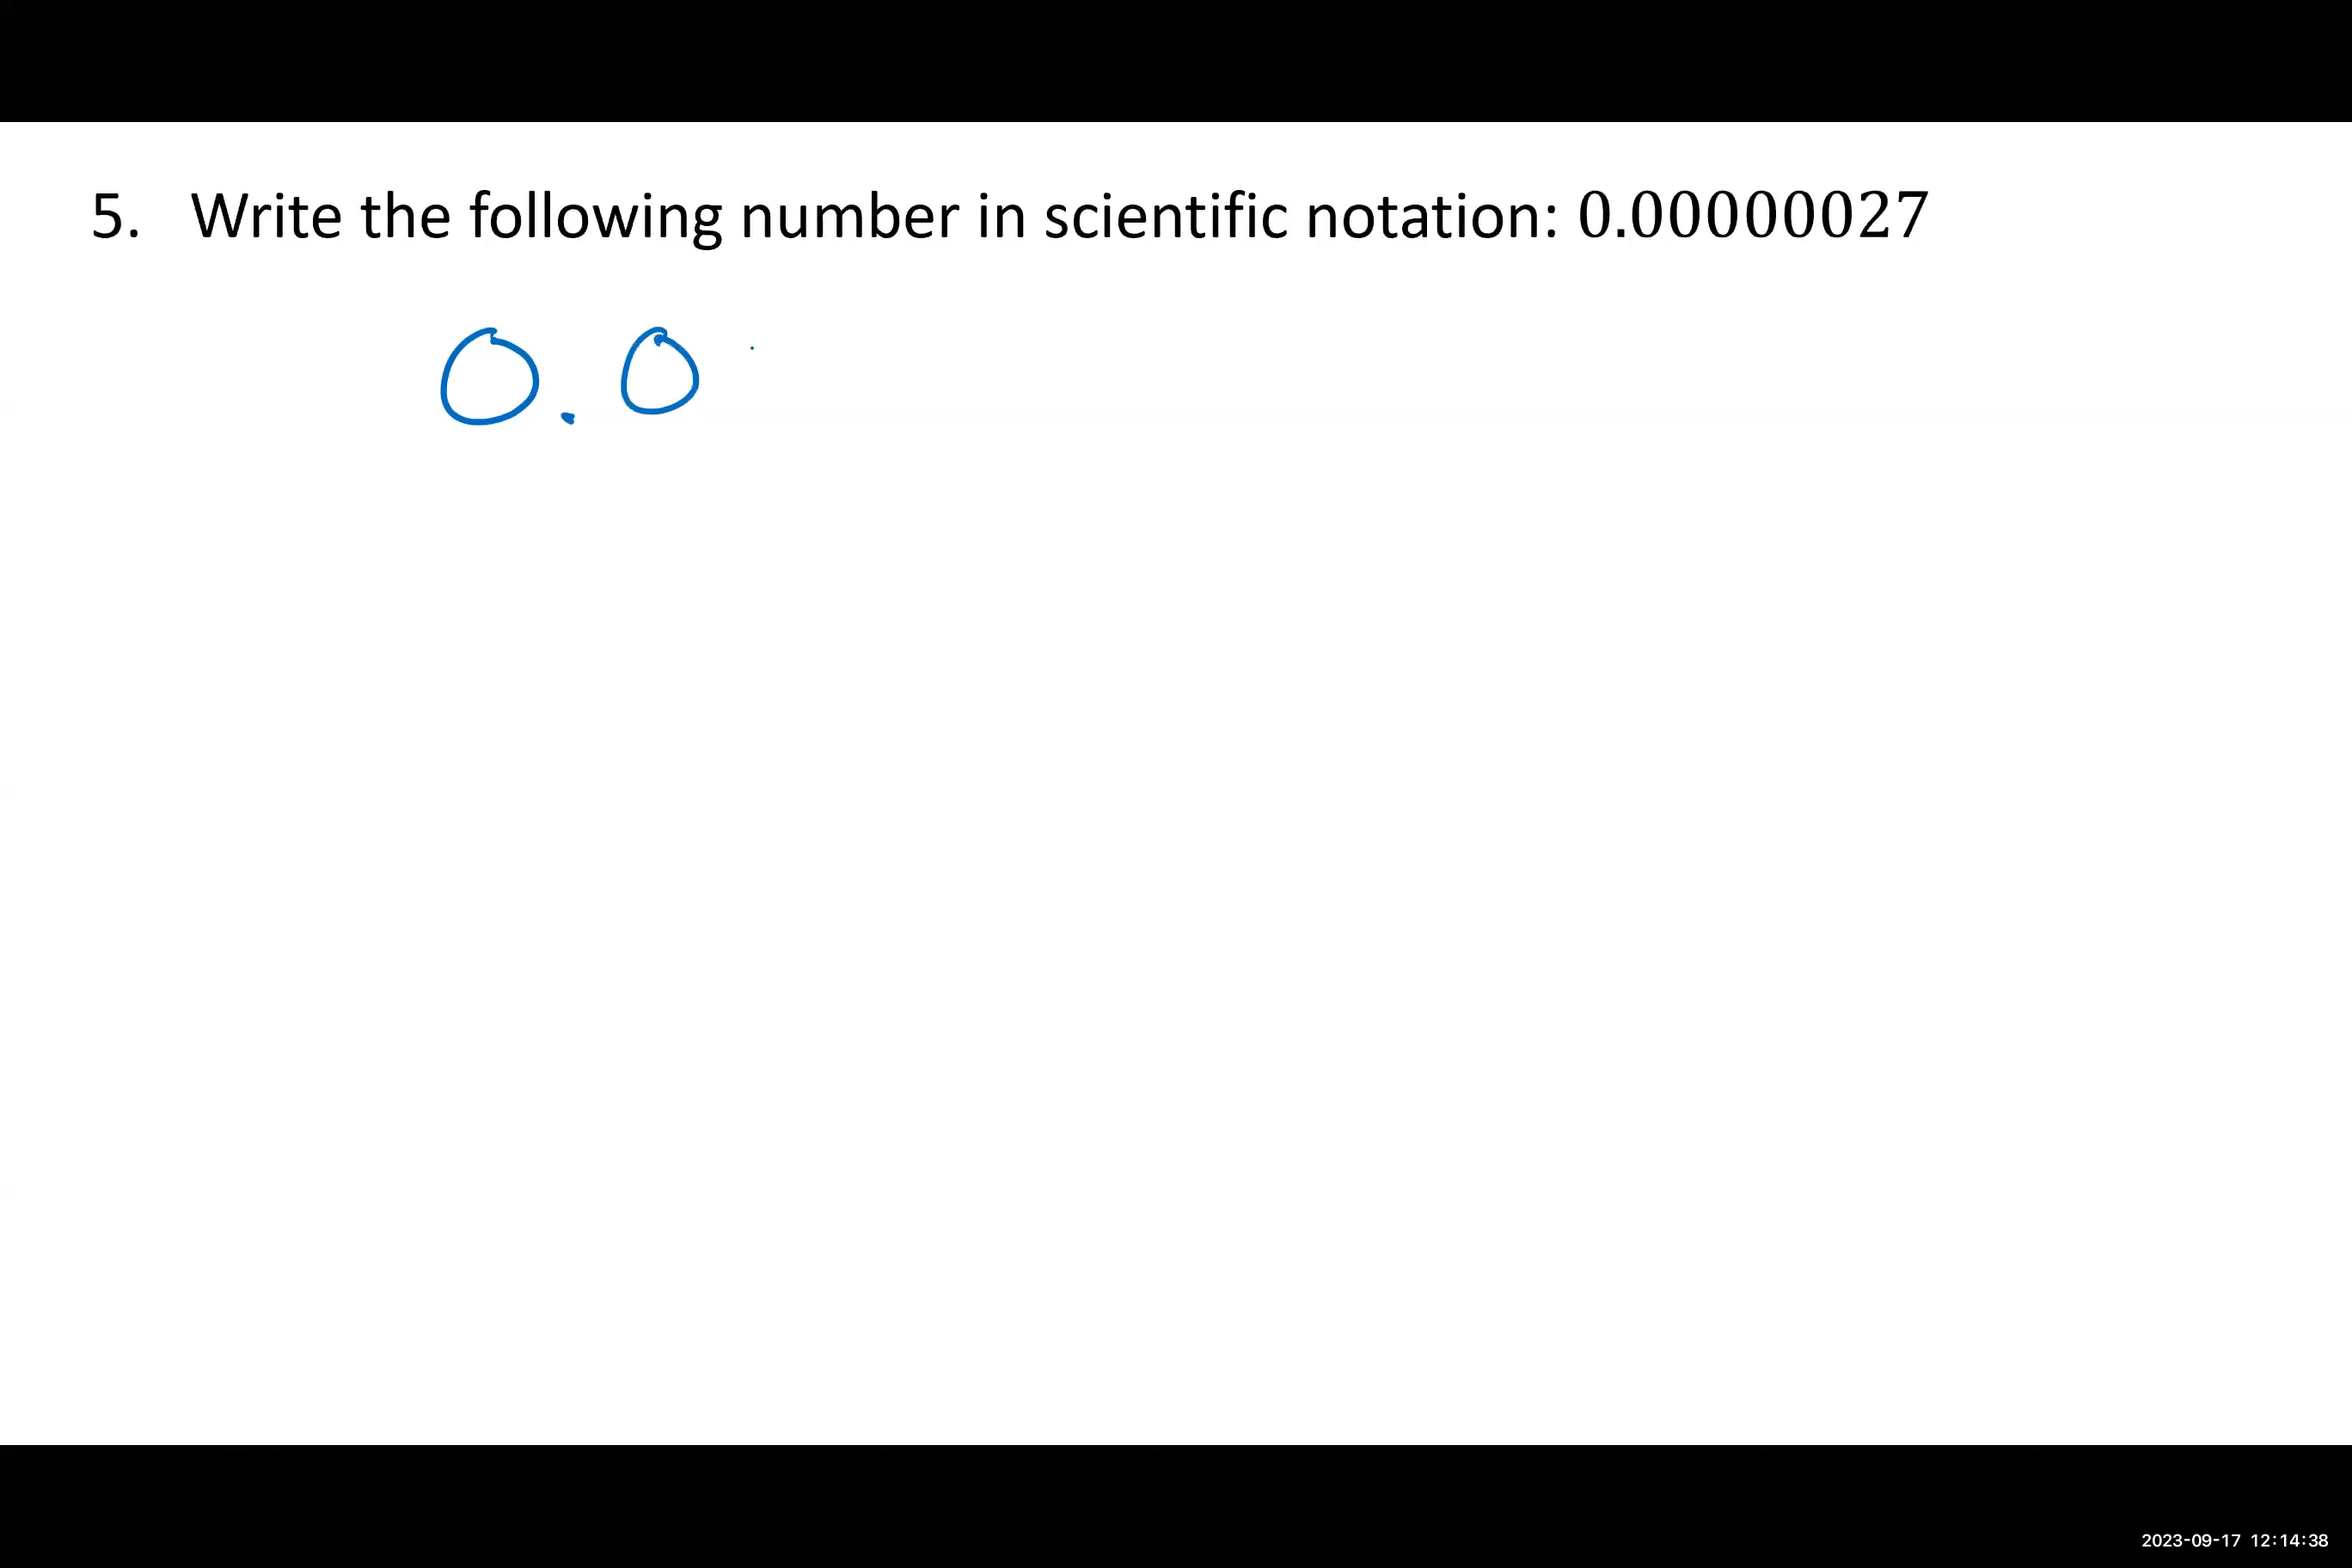 5. Write the following number in scientific notation: 0.00000027
0.0
2023-09-17 12:14:38